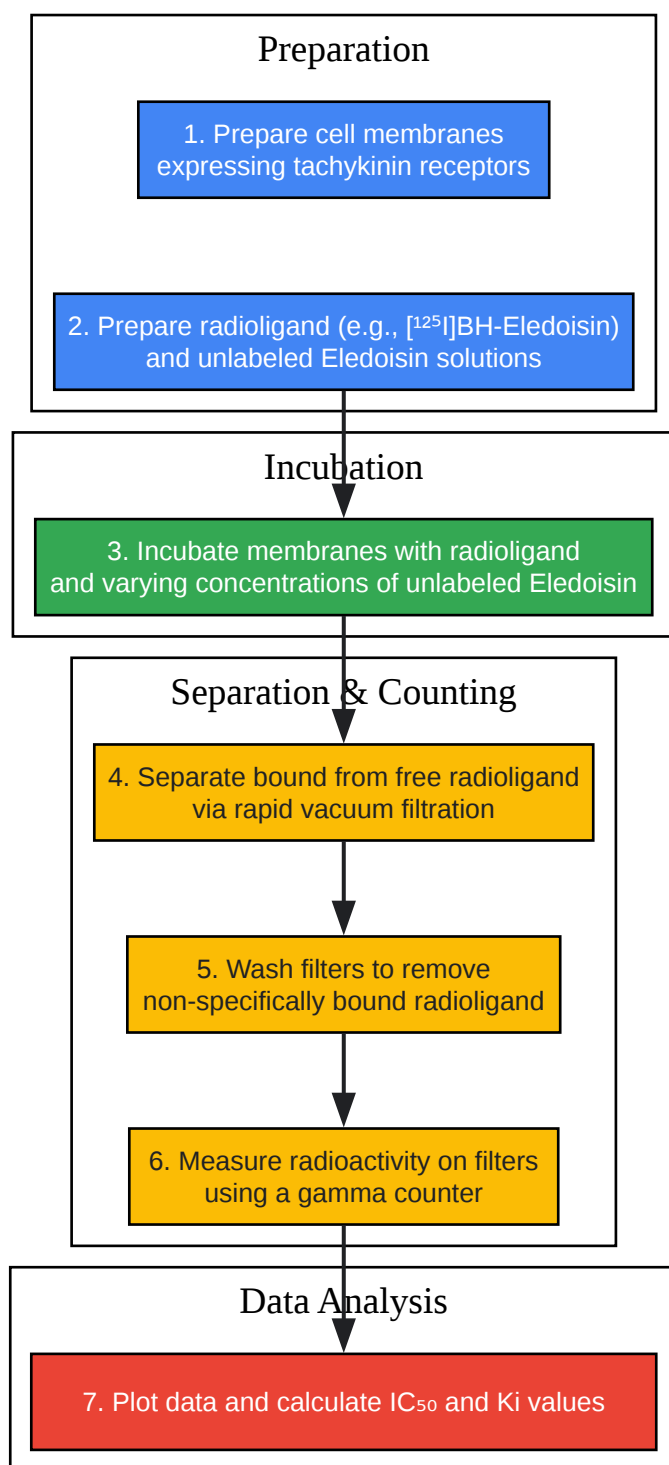 Preparation
1. Prepare cell membranes
expressing tachykinin receptors
2. Prepare radioligand (e.g., [¹²⁵I]BH-Eledoisin)
and unlabeled Eledoisin solutions
Incubation
3. Incubate membranes with radioligand
and varying concentrations of unlabeled Eledoisin
Separation & Counting
4. Separate bound from free radioligand
via rapid vacuum filtration
5. Wash filters to remove
non-specifically bound radioligand
6. Measure radioactivity on filters
using a gamma counter
Data Analysis
7. Plot data and calculate IC₅₀ and Ki values